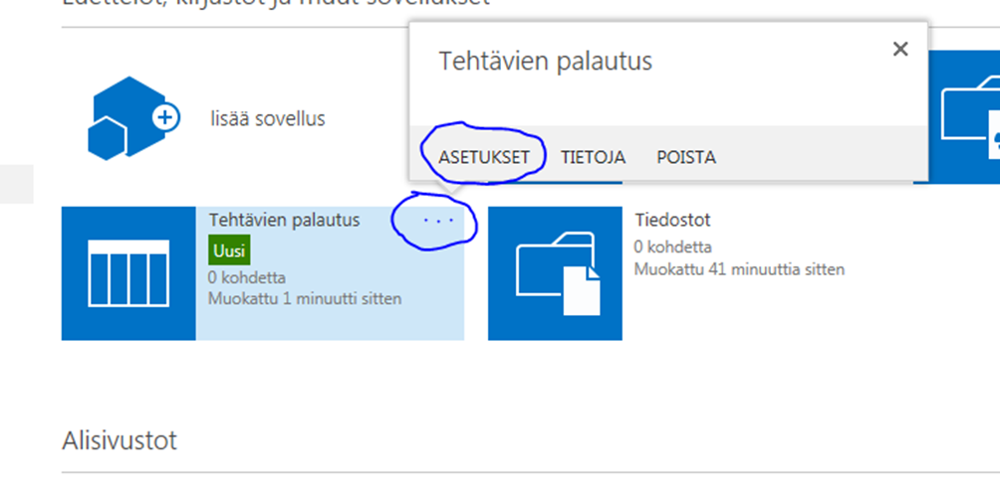 Luettelot, kirjastot ja muut sovellukset
Tehtävien palautus
lisää sovellus
ASETUKSET TIETOJA POISTA
Tehtävien palautus
Uusi
0 kohdetta
Muokattu 1 minuutti sitten
Tiedostot
0 kohdetta
Muokattu 41 minuuttia sitten
Alisivustot